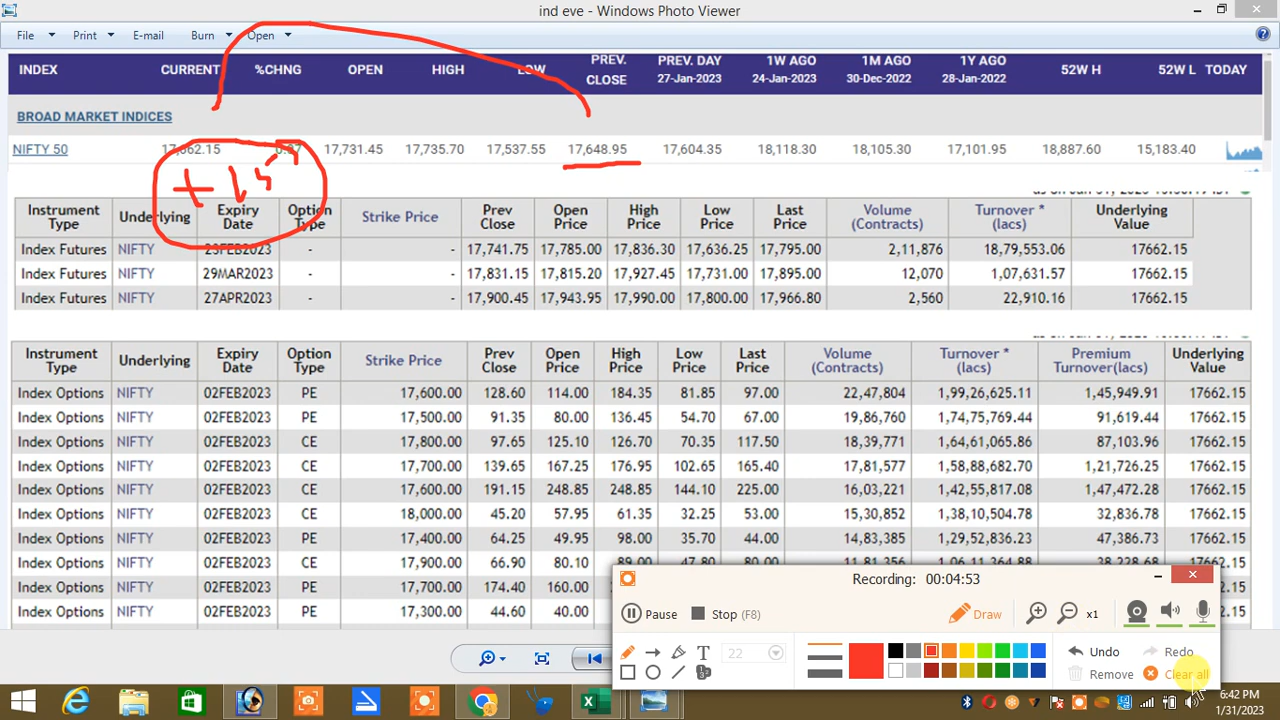 ind eve - Windows Photo Viewer
File Print E-mail Burn Open
INDEX CURRENT %CHNG OPEN HIGH LOW PREV. CLOSE PREV. DAY 27-Jan-2023 1W AGO 24-Jan-2023 1M AGO 30-Dec-2022 1Y AGO 28-Jan-2022 52W H 52W L TODAY
BROAD MARKET INDICES
NIFTY 50 17,662.15 17,731.45 17,735.70 17,537.55 17,648.95 17,604.35 18,118.30 18,105.30 17,101.95 18,887.60 15,183.40
Instrument Type Underlying Expiry Date Option Type Strike Price Prev Close Open Price High Price Low Price Last Price Volume (Contracts) Turnover * (lacs) Underlying Value
Index Futures NIFTY 23FEB2023 - - 17,741.75 17,785.00 17,836.30 17,636.25 17,795.00 2,11,876 18,79,553.06 17662.15
Index Futures NIFTY 29MAR2023 - - 17,831.15 17,815.20 17,927.45 17,731.00 17,895.00 12,070 1,07,631.57 17662.15
Index Futures NIFTY 27APR2023 - - 17,900.45 17,943.95 17,990.00 17,800.00 17,966.80 2,560 22,910.16 17662.15
Instrument Type Underlying Expiry Date Option Type Strike Price Prev Close Open Price High Price Low Price Last Price Volume (Contracts) Turnover * (lacs) Premium Turnover(lacs) Underlying Value
Index Options NIFTY 02FEB2023 PE 17,600.00 128.60 114.00 184.35 81.85 97.00 22,47,804 1,99,26,625.11 1,45,949.91 17662.15
Index Options NIFTY 02FEB2023 PE 17,500.00 91.35 80.00 136.45 54.70 67.00 19,86,760 1,74,75,769.44 91,619.44 17662.15
Index Options NIFTY 02FEB2023 CE 17,800.00 97.65 125.10 126.70 70.35 117.50 18,39,771 1,64,61,065.86 87,103.96 17662.15
Index Options NIFTY 02FEB2023 CE 17,700.00 139.65 167.25 176.95 102.65 165.40 17,81,577 1,58,88,682.70 1,21,726.25 17662.15
Index Options NIFTY 02FEB2023 CE 17,600.00 191.15 248.85 248.85 144.10 225.00 16,03,221 1,42,55,817.08 1,47,472.28 17662.15
Index Options NIFTY 02FEB2023 CE 18,000.00 45.20 57.95 61.35 32.25 53.00 15,30,852 1,38,10,504.78 32,836.78 17662.15
Index Options NIFTY 02FEB2023 PE 17,400.00 64.25 49.95 98.00 35.70 44.00 14,83,385 1,29,52,836.23 47,386.73 17662.15
Index Options NIFTY 02FEB2023 CE 17,900.00 66.90 80.10 17662.15
Index Options NIFTY 02FEB2023 PE 17,700.00 174.40 160.00
Index Options NIFTY 02FEB2023 PE 17,300.00 44.60 40.00
Recording: 00:04:53
Pause Stop (F8) Draw x1
T 22 Undo Redo
Remove Clear all
6:42 PM
1/31/2023